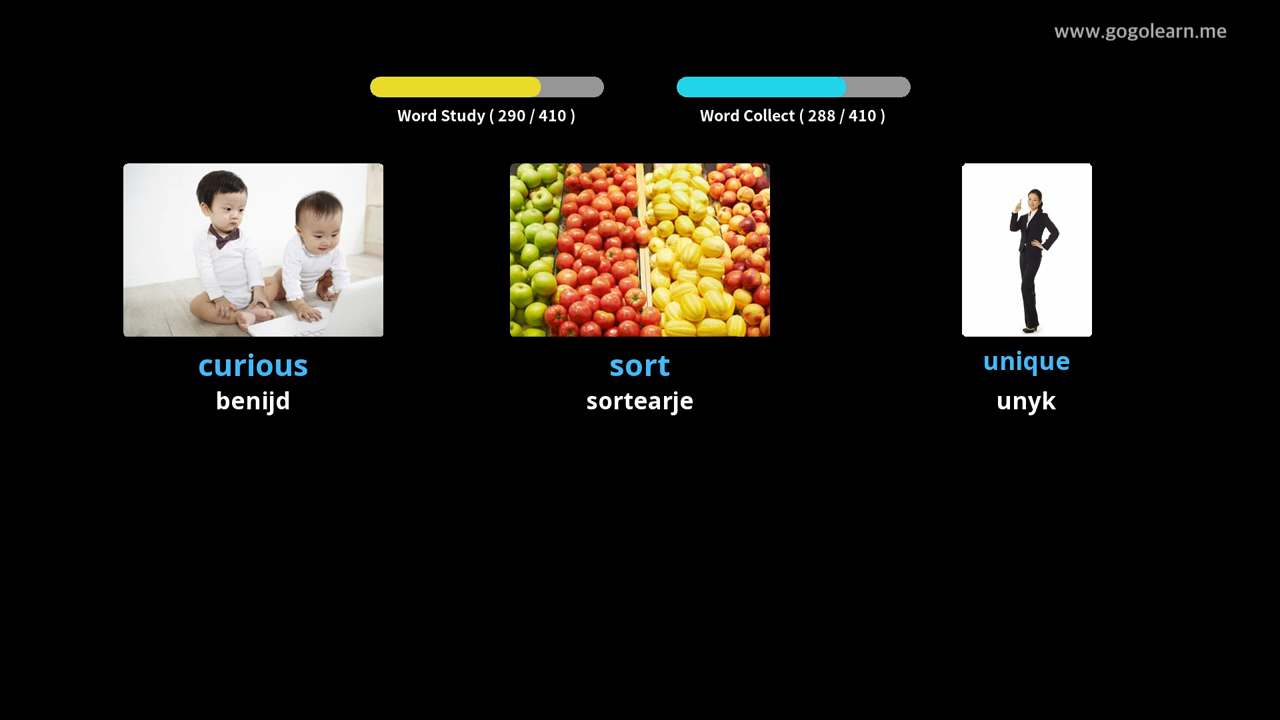 www.gogolearn.me
Word Study ( 290 / 410 )
Word Collect ( 288 / 410 )
curious
benijd
sort
sortearje
unique
unyk